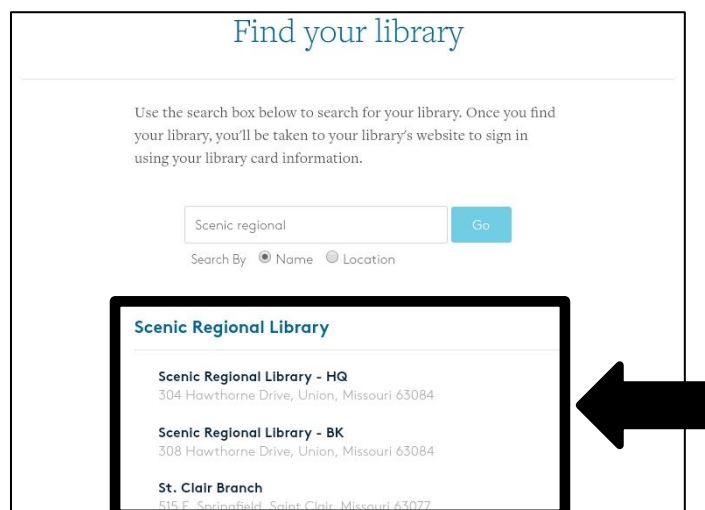 Find your library
Use the search box below to search for your library. Once you find
your library, you'll be taken to your library's website to sign in
using your library card information.
Scenic regional
Go
Search By Name Location
Scenic Regional Library
Scenic Regional Library - HQ
304 Hawthorne Drive, Union, Missouri 63084
Scenic Regional Library - BK
308 Hawthorne Drive, Union, Missouri 63084
St. Clair Branch
515 E. Springfield, Saint Clair, Missouri 63077